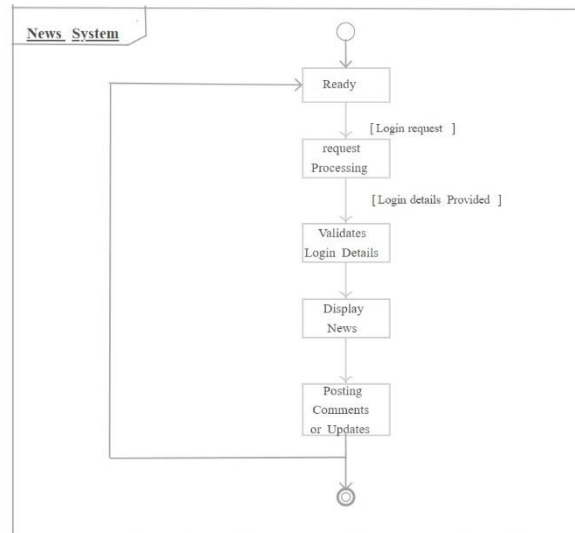 News System
Ready
[ Login request ]
request
Processing
[ Login details Provided ]
Validates
Login Details
Display
News
Posting
Comments
or Updates